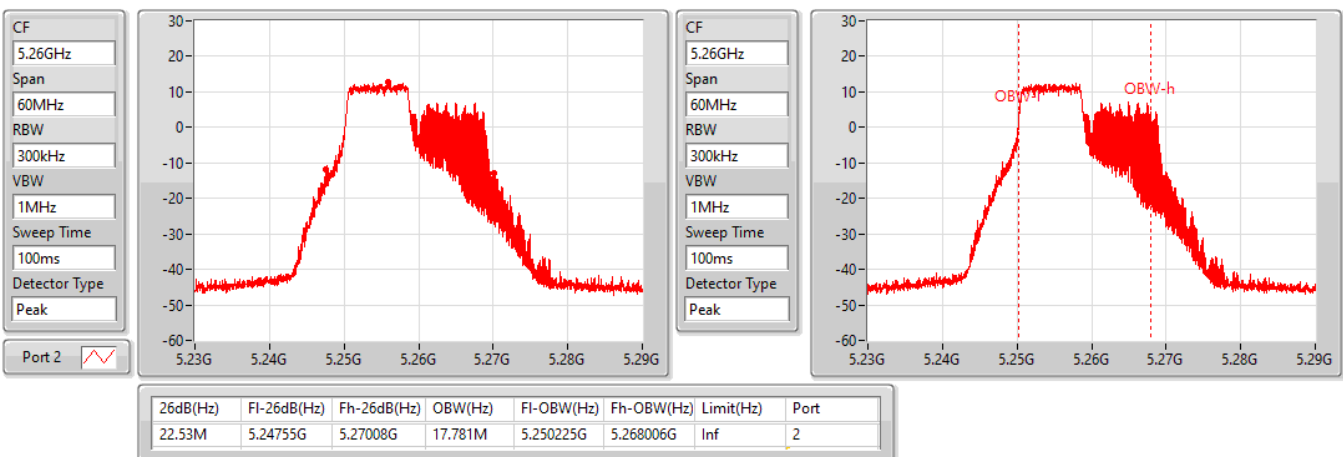 CF
5.26GHz
Span
60MHz
RBW
300kHz
VBW
1MHz
Sweep Time
100ms
Detector Type
Peak
Port 2
30
20
10
0
-10
-20
-30
-40
-50
-60
5.23G 5.24G 5.25G 5.26G 5.27G 5.28G 5.29G
CF
5.26GHz
Span
60MHz
RBW
300kHz
VBW
1MHz
Sweep Time
100ms
Detector Type
Peak
30
20
10
0
-10
-20
-30
-40
-50
-60
OBW-l
OBW-h
5.23G 5.24G 5.25G 5.26G 5.27G 5.28G 5.29G
26dB(Hz) Fl-26dB(Hz) Fh-26dB(Hz) OBW(Hz) Fl-OBW(Hz) Fh-OBW(Hz) Limit(Hz) Port
22.53M 5.24755G 5.27008G 17.781M 5.250225G 5.268006G Inf 2